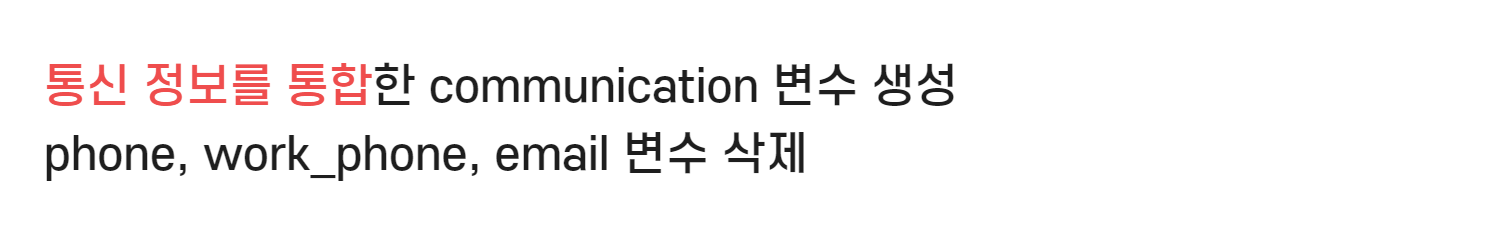 통신 정보를 통합한 communication 변수 생성
phone, work_phone, email 변수 삭제